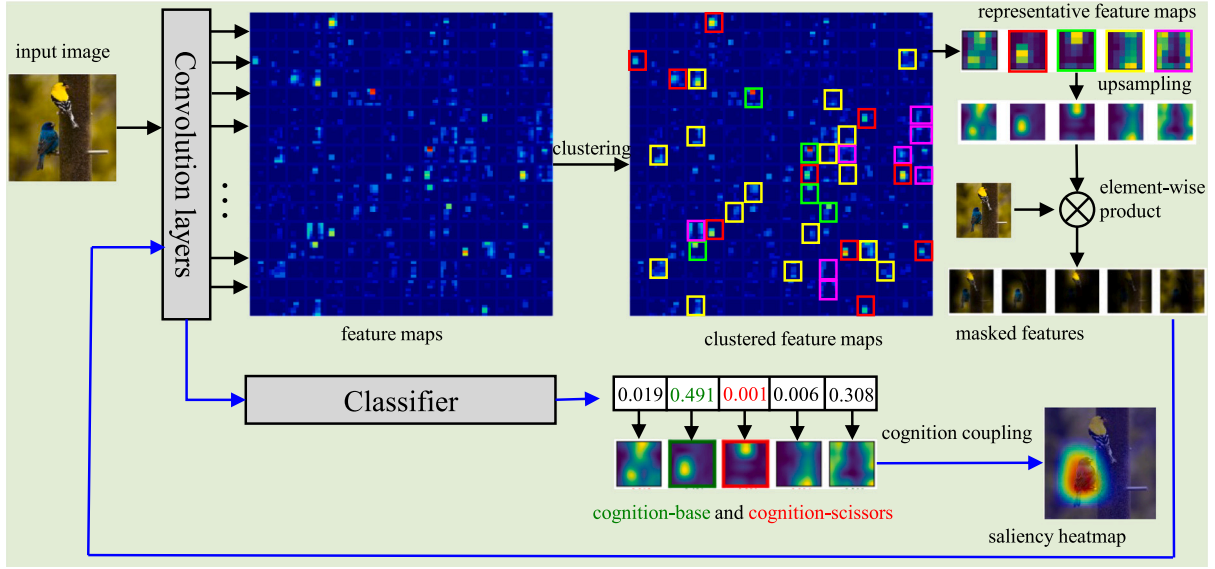 input image
Convolution layers
feature maps
clustering
clustered feature maps
representative feature maps
upsampling
element-wise
product
masked features
Classifier
0.019 0.491 0.001 0.006 0.308
cognition-base and cognition-scissors
cognition coupling
saliency heatmap